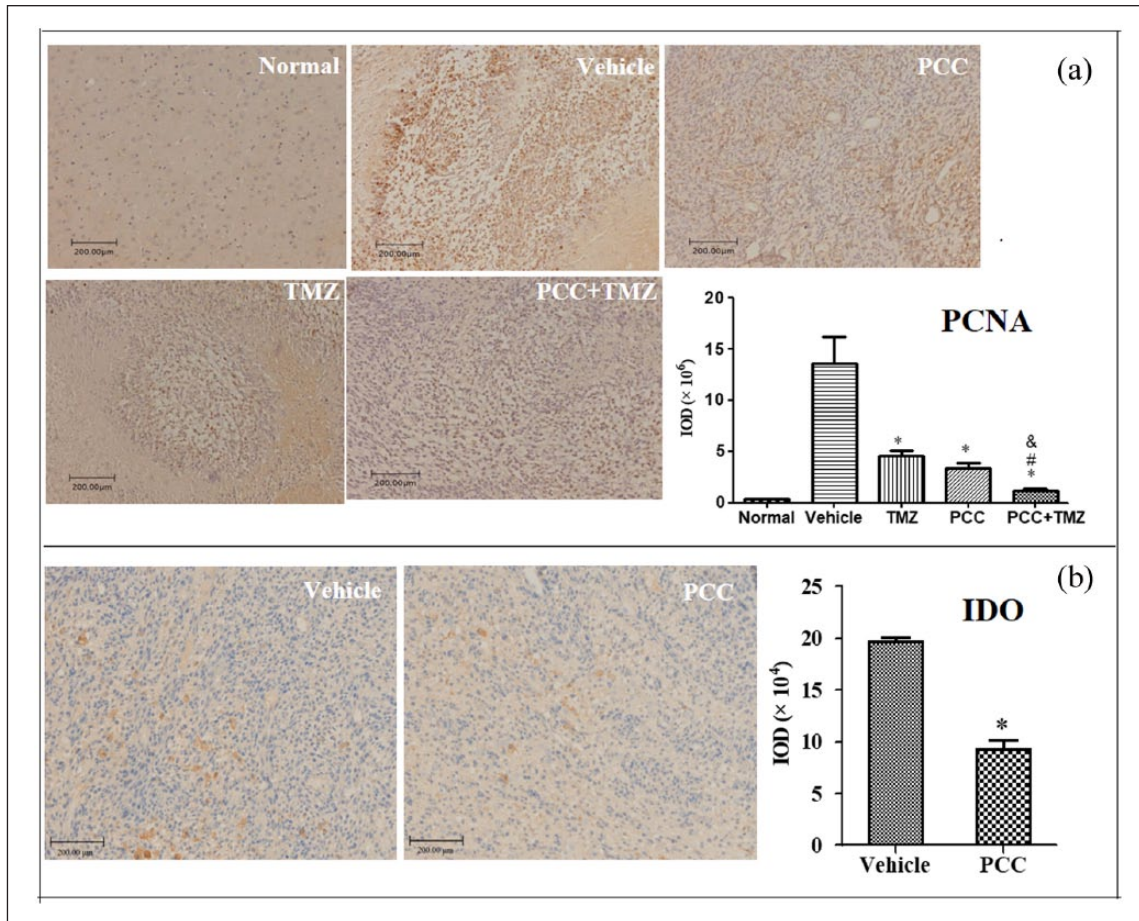 (a)
Normal
200.00μm
Vehicle
200.00μm
PCC
200.00μm
TMZ
200.00μm
PCC+TMZ
200.00μm
PCNA
IOD (× 10⁶)
20
15
10
5
0
*
*
&
#
*
Normal Vehicle TMZ PCC PCC+TMZ
(b)
Vehicle
200.00 μm
PCC
200.00 μm
IDO
IOD (× 10⁴)
25
20
15
10
5
0
*
Vehicle PCC